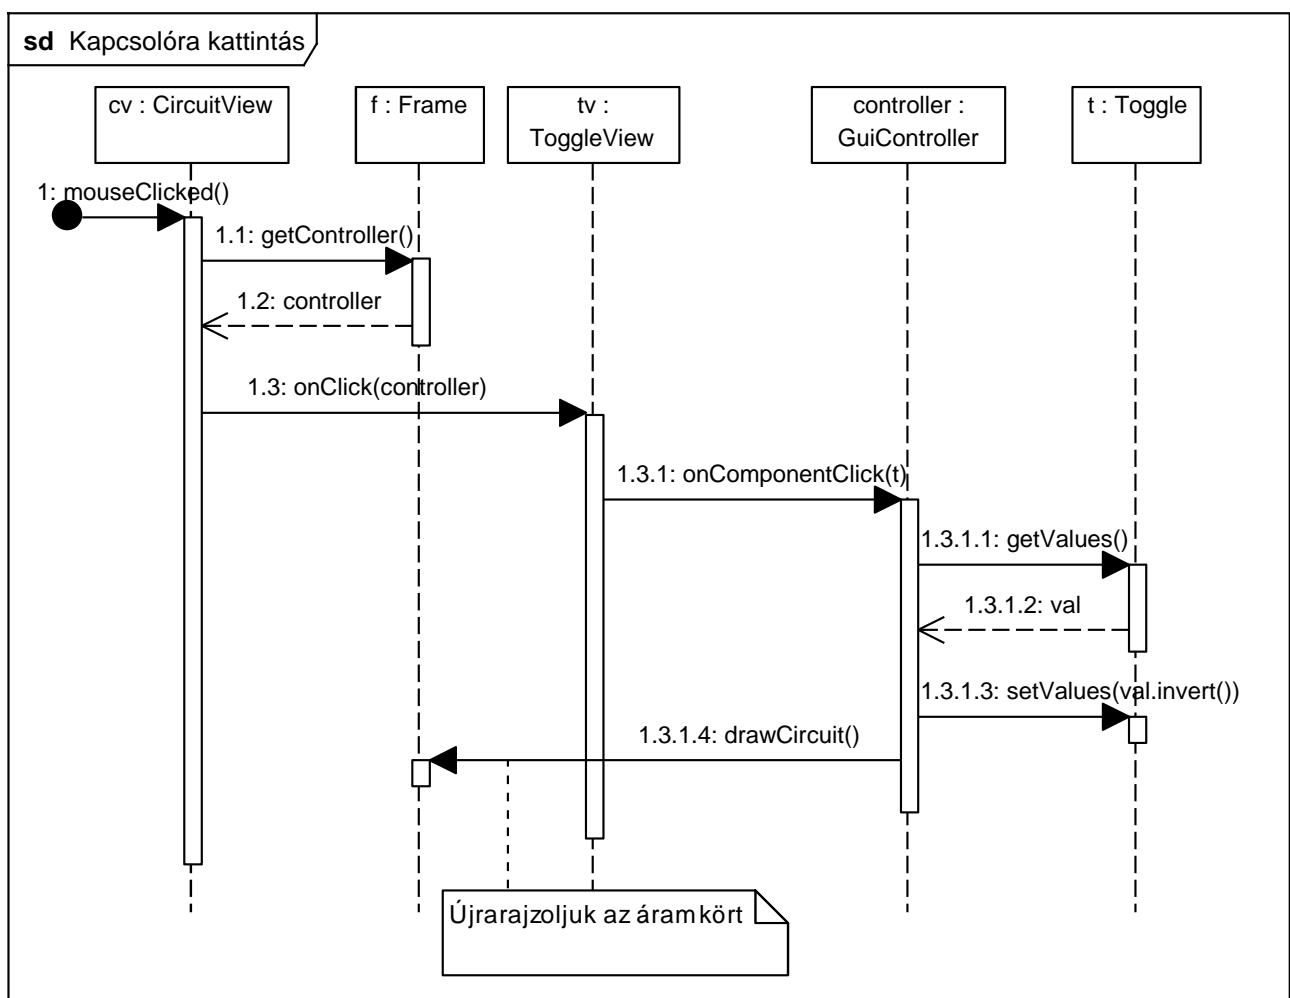 sd Kapcsolóra kattintás
cv : CircuitView
f : Frame
tv :
ToggleView
controller :
GuiController
t : Toggle
1: mouseClicked()
1.1: getController()
1.2: controller
1.3: onClick(controller)
1.3.1: onComponentClick(t)
1.3.1.1: getValues()
1.3.1.2: val
1.3.1.3: setValues(val.invert())
1.3.1.4: drawCircuit()
Újrarajzoljuk az áramkört